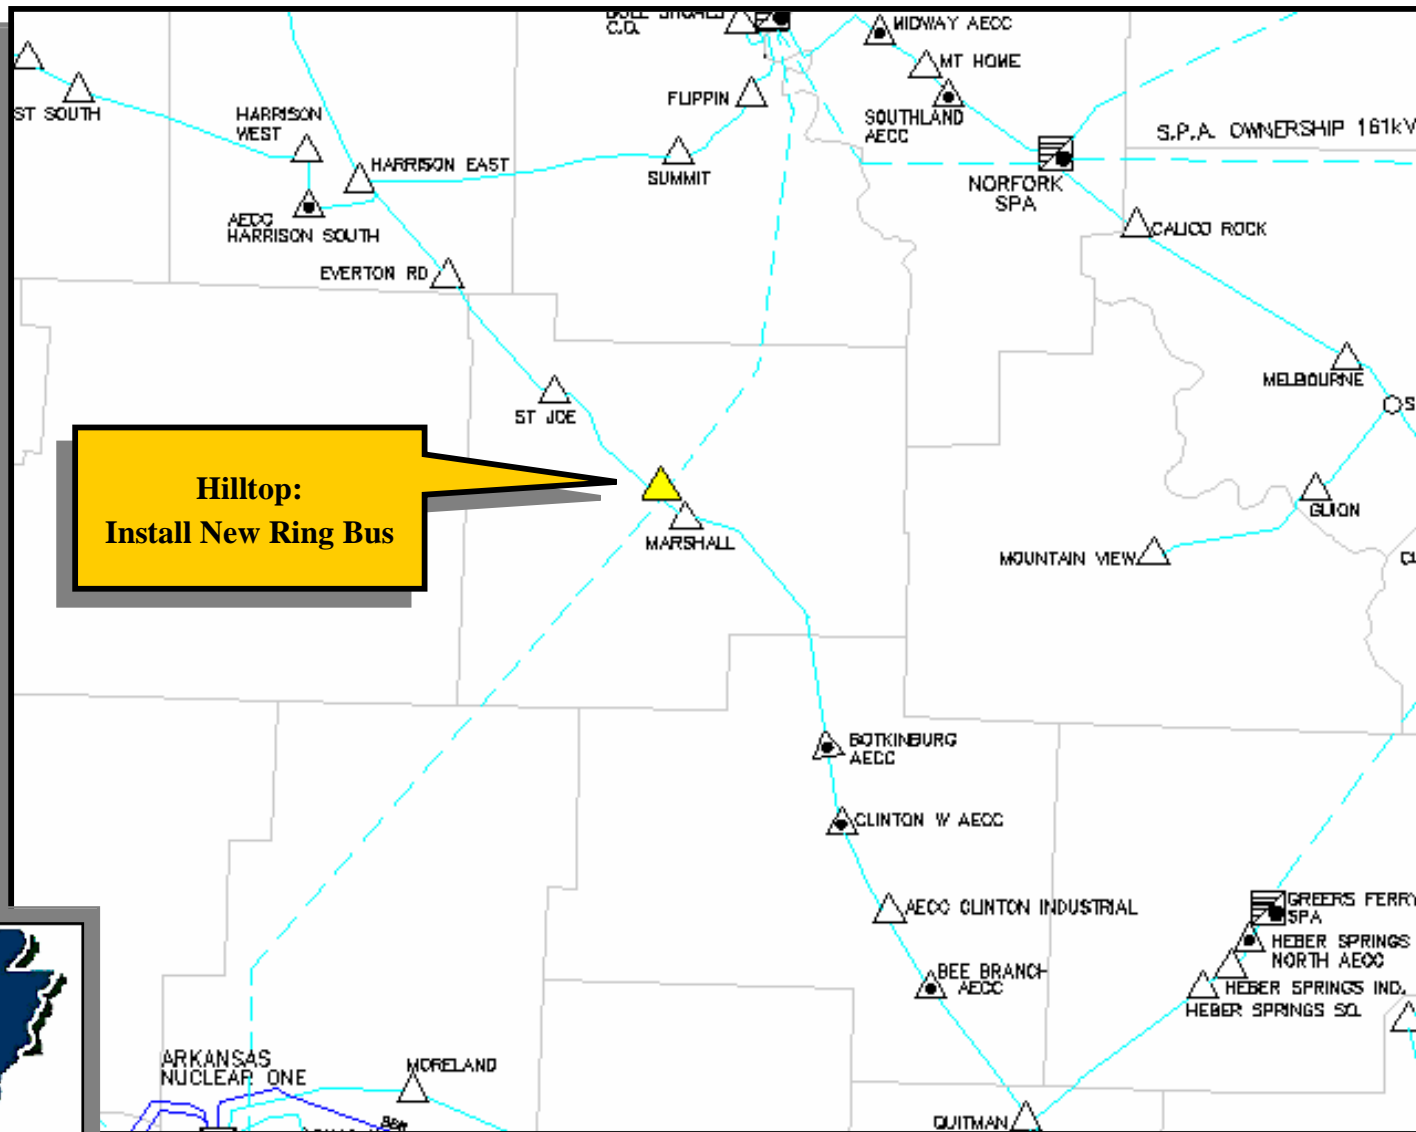 C.D.
MIDWAY AECC
MT HOME
FLIPPIN
SOUTHLAND
AECC
S.P.A. OWNERSHIP 161kV
ST SOUTH
HARRISON
WEST
HARRISON EAST
SUMMIT
NORFORK
SPA
AECC
HARRISON SOUTH
CALICO ROCK
EVERTON RD
MELBOURNE
S
ST JOE
Hilltop:
Install New Ring Bus
MARSHALL
GUION
MOUNTAIN VIEW
BOTKINBURG
AECC
CLINTON W AECC
AECC CLINTON INDUSTRIAL
GREERS FERRY
SPA
HEBER SPRINGS
NORTH AECC
BEE BRANCH
AECC
HEBER SPRINGS IND.
HEBER SPRINGS SO.
ARKANSAS
NUCLEAR ONE
MORELAND
QUITMAN